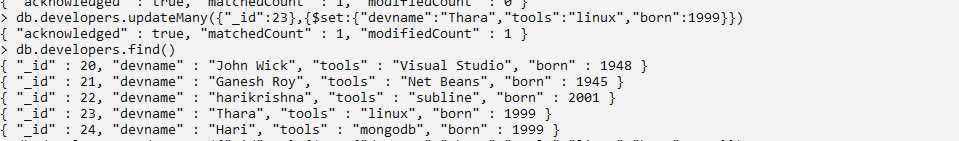 { "acknowledged" : true, "matchedCount" : 1, "modifiedCount" : 0 }
> db.developers.updateMany({"_id":23},{$set:{"devname":"Thara","tools":"linux","born":1999}})
{ "acknowledged" : true, "matchedCount" : 1, "modifiedCount" : 1 }
> db.developers.find()
{ "_id" : 20, "devname" : "John Wick", "tools" : "Visual Studio", "born" : 1948 }
{ "_id" : 21, "devname" : "Ganesh Roy", "tools" : "Net Beans", "born" : 1945 }
{ "_id" : 22, "devname" : "harikrishna", "tools" : "subline", "born" : 2001 }
{ "_id" : 23, "devname" : "Thara", "tools" : "linux", "born" : 1999 }
{ "_id" : 24, "devname" : "Hari", "tools" : "mongodb", "born" : 1999 }